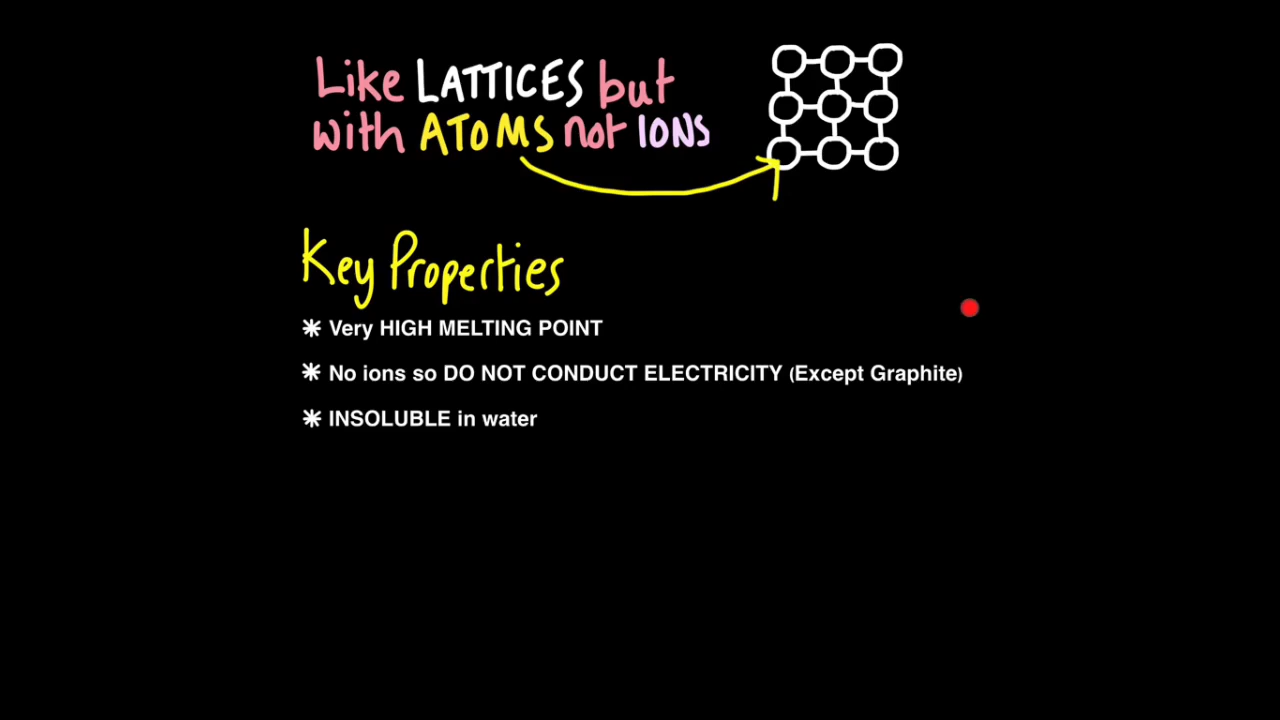 Like LATTICES but
with ATOMS not IONS
Key Properties
✳ Very HIGH MELTING POINT
✳ No ions so DO NOT CONDUCT ELECTRICITY (Except Graphite)
✳ INSOLUBLE in water